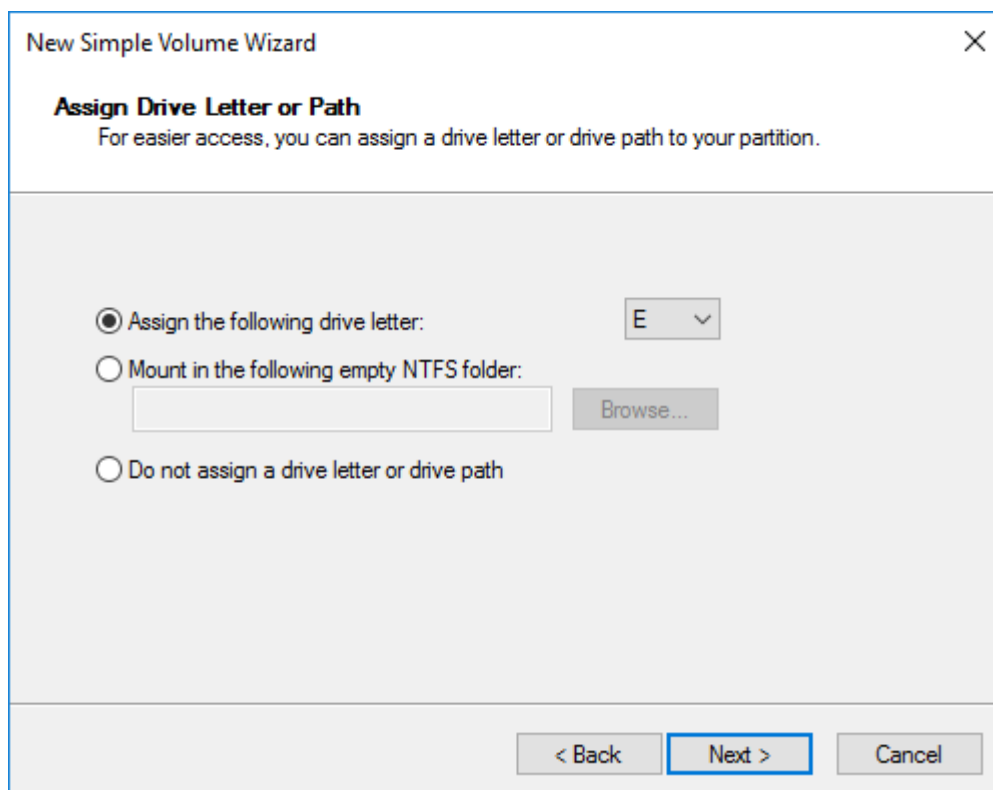 New Simple Volume Wizard
Assign Drive Letter or Path
For easier access, you can assign a drive letter or drive path to your partition.
Assign the following drive letter: E
Mount in the following empty NTFS folder:
Browse...
Do not assign a drive letter or drive path
< Back Next > Cancel